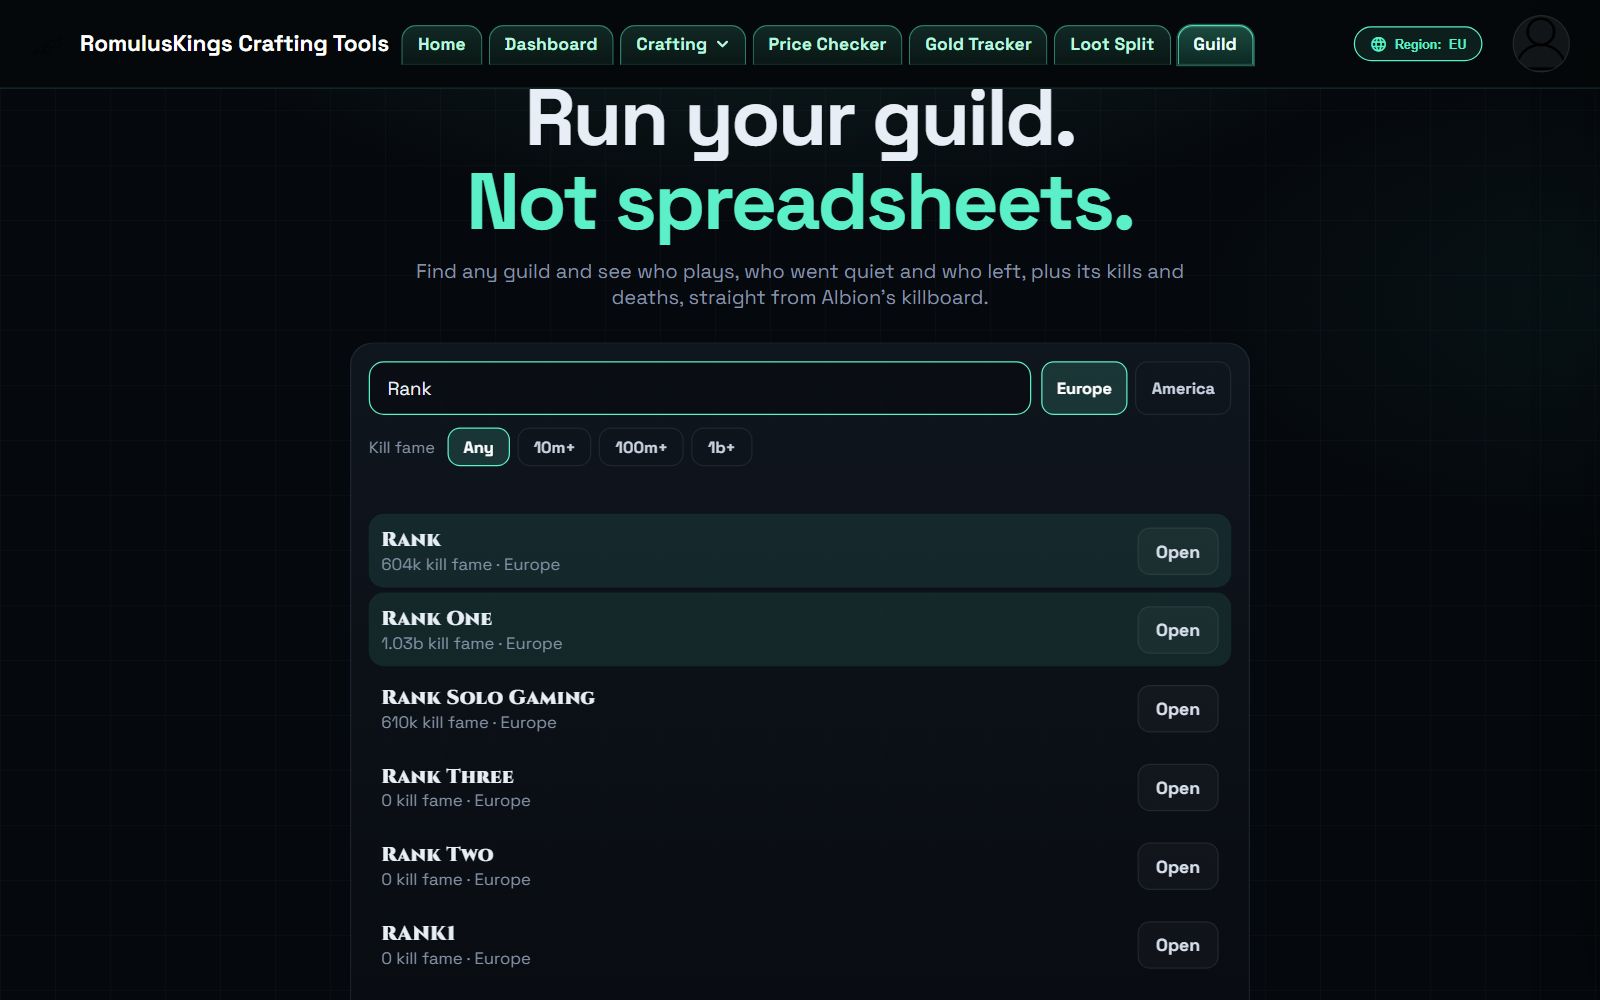 RomulusKings Crafting Tools
Home
Dashboard
Crafting
Price Checker
Gold Tracker
Loot Split
Guild
Region: EU
Run your guild.
Not spreadsheets.
Find any guild and see who plays, who went quiet and who left, plus its kills and
deaths, straight from Albion's killboard.
Rank
Europe
America
Kill fame
Any
10m+
100m+
1b+
Rank
604k kill fame · Europe
Open
Rank One
1.03b kill fame · Europe
Open
Rank Solo Gaming
610k kill fame · Europe
Open
Rank Three
0 kill fame · Europe
Open
Rank Two
0 kill fame · Europe
Open
RANK1
0 kill fame · Europe
Open